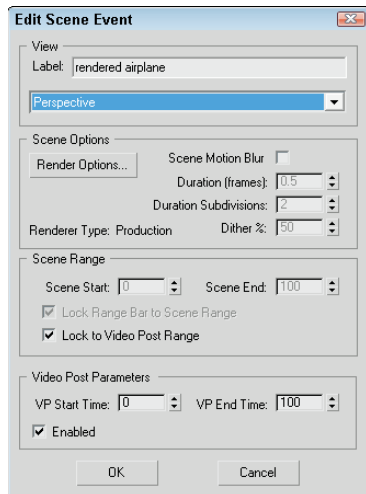 Edit Scene Event
View
Label: rendered airplane
Perspective
Scene Options
Render Options... Scene Motion Blur
Duration (frames): 0.5
Duration Subdivisions: 2
Renderer Type: Production Dither %: 50
Scene Range
Scene Start: 0 Scene End: 100
Lock Range Bar to Scene Range
Lock to Video Post Range
Video Post Parameters
VP Start Time: 0 VP End Time: 100
Enabled
OK Cancel